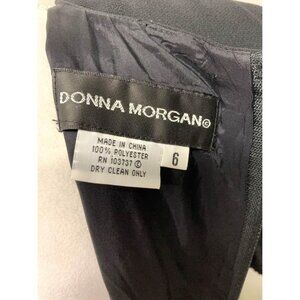 DONNA MORGAN©
MADE IN CHINA
100% POLYESTER
RN 103737 Ⓒ
DRY CLEAN ONLY
6